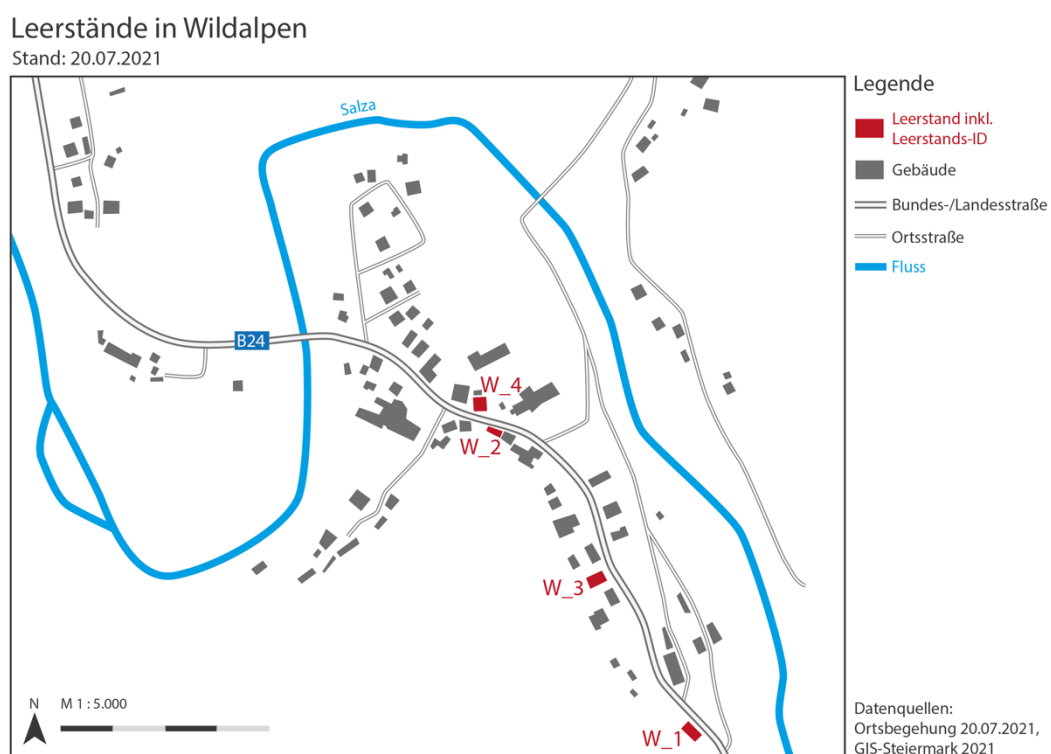 Leerstände in Wildalpen
Stand: 20.07.2021
Salza
B24
W_4
W_2
W_3
W_1
N
M 1 : 5.000
Legende
Leerstand inkl.
Leerstands-ID
Gebäude
Bundes-/Landesstraße
Ortsstraße
Fluss
Datenquellen:
Ortsbegehung 20.07.2021,
GIS-Steiermark 2021